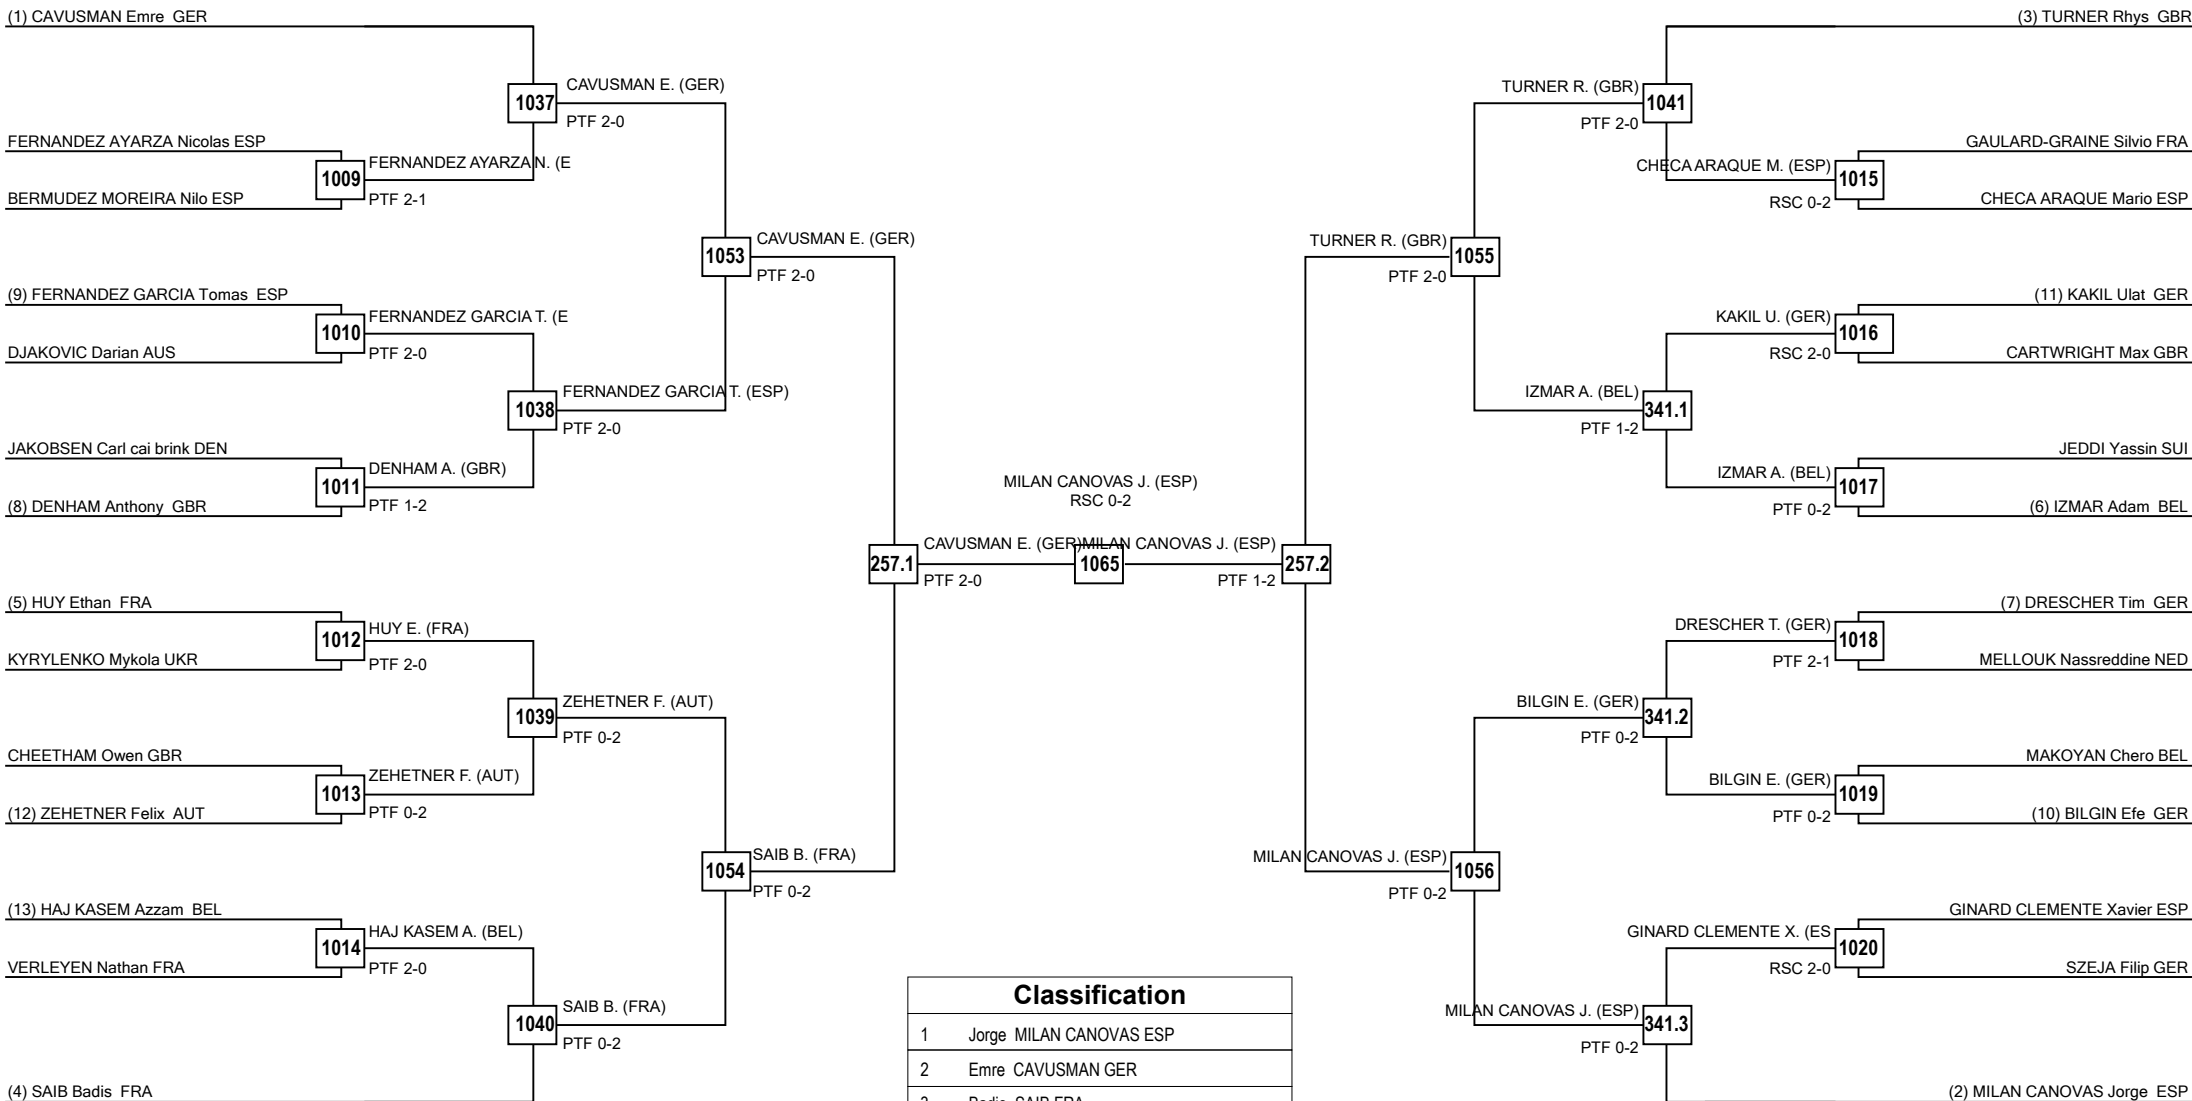 (1) CAVUSMAN Emre GER
CAVUSMAN E. (GER)
1037
PTF 2-0
FERNANDEZ AYARZA Nicolas ESP
FERNANDEZ AYARZA N. (E
1009
BERMUDEZ MOREIRA Nilo ESP
PTF 2-1
CAVUSMAN E. (GER)
1053
PTF 2-0
(9) FERNANDEZ GARCIA Tomas ESP
FERNANDEZ GARCIA T. (E
1010
DJAKOVIC Darian AUS
PTF 2-0
FERNANDEZ GARCIA T. (ESP)
1038
PTF 2-0
JAKOBSEN Carl cai brink DEN
DENHAM A. (GBR)
1011
(8) DENHAM Anthony GBR
PTF 1-2
CAVUSMAN E. (GER)
257.1
PTF 2-0
(5) HUY Ethan FRA
HUY E. (FRA)
1012
KYRYLENKO Mykola UKR
PTF 2-0
ZEHETNER F. (AUT)
1039
PTF 0-2
CHEETHAM Owen GBR
ZEHETNER F. (AUT)
1013
(12) ZEHETNER Felix AUT
PTF 0-2
SAIB B. (FRA)
1054
PTF 0-2
(13) HAJ KASEM Azzam BEL
HAJ KASEM A. (BEL)
1014
VERLEYEN Nathan FRA
PTF 2-0
SAIB B. (FRA)
1040
PTF 0-2
(4) SAIB Badis FRA
MILAN CANOVAS J. (ESP)
RSC 0-2
1065
MILAN CANOVAS J. (ESP)
257.2
PTF 1-2
(3) TURNER Rhys GBR
TURNER R. (GBR)
1041
PTF 2-0
GAULARD-GRAINE Silvio FRA
CHECA ARAQUE M. (ESP)
1015
RSC 0-2
CHECA ARAQUE Mario ESP
TURNER R. (GBR)
1055
PTF 2-0
(11) KAKIL Ulat GER
KAKIL U. (GER)
1016
RSC 2-0
CARTWRIGHT Max GBR
IZMAR A. (BEL)
341.1
PTF 1-2
JEDDI Yassin SUI
IZMAR A. (BEL)
1017
PTF 0-2
(6) IZMAR Adam BEL
(7) DRESCHER Tim GER
DRESCHER T. (GER)
1018
PTF 2-1
MELLOUK Nassreddine NED
BILGIN E. (GER)
341.2
PTF 0-2
MAKOYAN Chero BEL
BILGIN E. (GER)
1019
PTF 0-2
(10) BILGIN Efe GER
MILAN CANOVAS J. (ESP)
1056
PTF 0-2
GINARD CLEMENTE Xavier ESP
GINARD CLEMENTE X. (ES
1020
RSC 2-0
SZEJA Filip GER
MILAN CANOVAS J. (ESP)
341.3
PTF 0-2
(2) MILAN CANOVAS Jorge ESP
Classification
1 Jorge MILAN CANOVAS ESP
2 Emre CAVUSMAN GER
3 Badis SAIB FRA